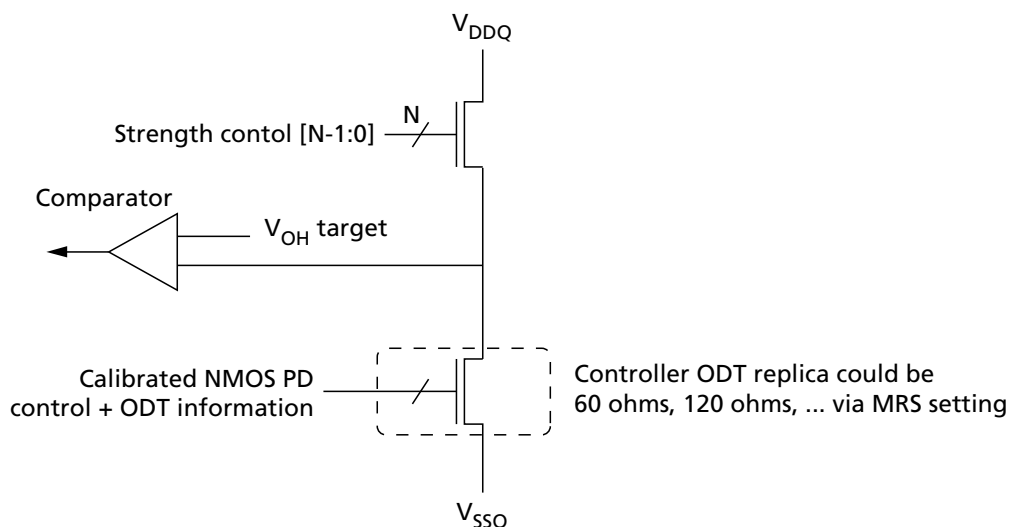 VDDQ
N
Strength contol [N-1:0]
Comparator
VOH target
Calibrated NMOS PD
control + ODT information
Controller ODT replica could be
60 ohms, 120 ohms, ... via MRS setting
VSSQ